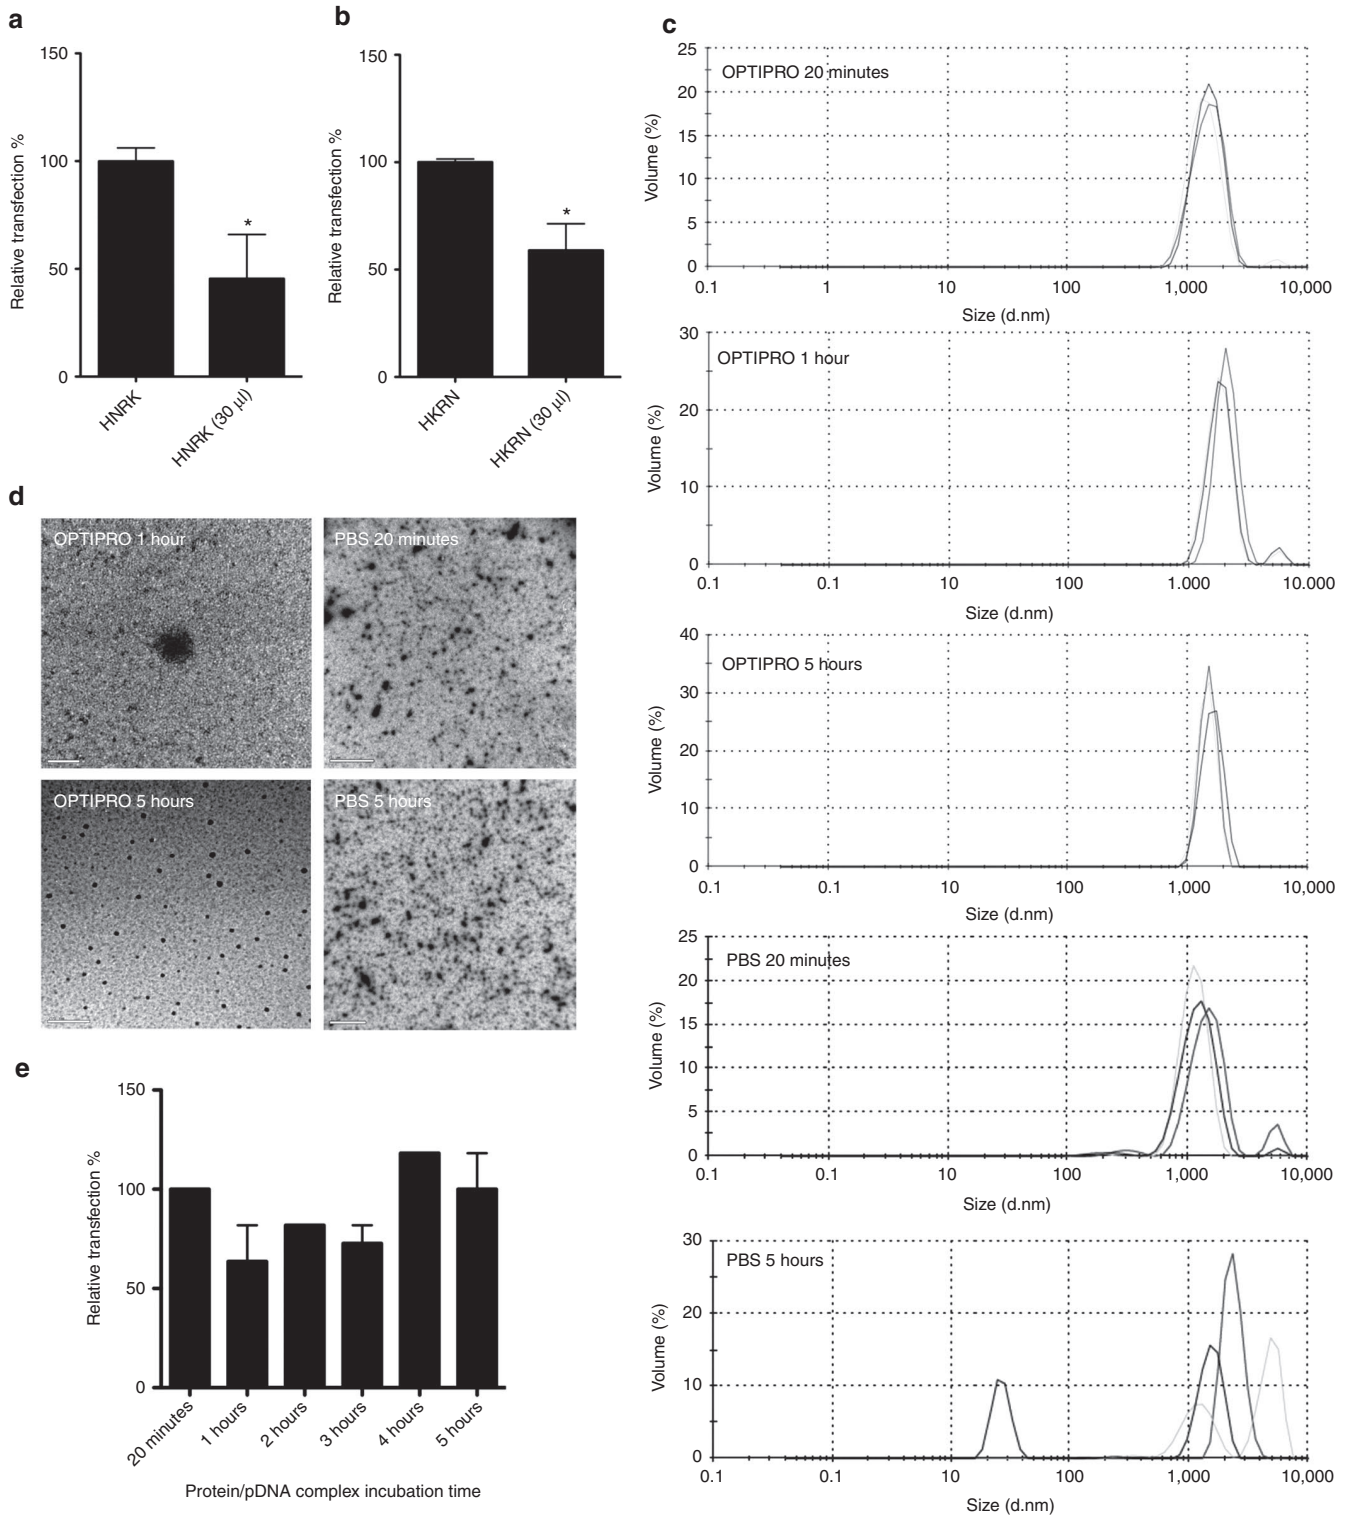 a
150
100
50
0
Relative transfection %
*
HNRK
HNRK (30 µl)
b
150
100
50
0
Relative transfection %
*
HKRN
HKRN (30 µl)
c
OPTIPRO 20 minutes
25
20
15
10
5
0
Volume (%)
0.1 1 10 100 1,000 10,000
Size (d.nm)
OPTIPRO 1 hour
30
20
10
0
Volume (%)
0.1 0.1 10 100 1.000 10.000
Size (d.nm)
OPTIPRO 5 hours
40
30
20
10
0
Volume (%)
0.1 0.1 10 100 1,000 10,000
Size (d.nm)
PBS 20 minutes
25
20
15
10
5
0
Volume (%)
0.1 0.1 10 100 1,000 10,000
Size (d.nm)
PBS 5 hours
30
20
10
0
Volume (%)
0.1 0.1 10 100 1,000 10,000
Size (d.nm)
d
OPTIPRO 1 hour
PBS 20 minutes
OPTIPRO 5 hours
PBS 5 hours
e
150
100
50
0
Relative transfection %
20 minutes
1 hours
2 hours
3 hours
4 hours
5 hours
Protein/pDNA complex incubation time